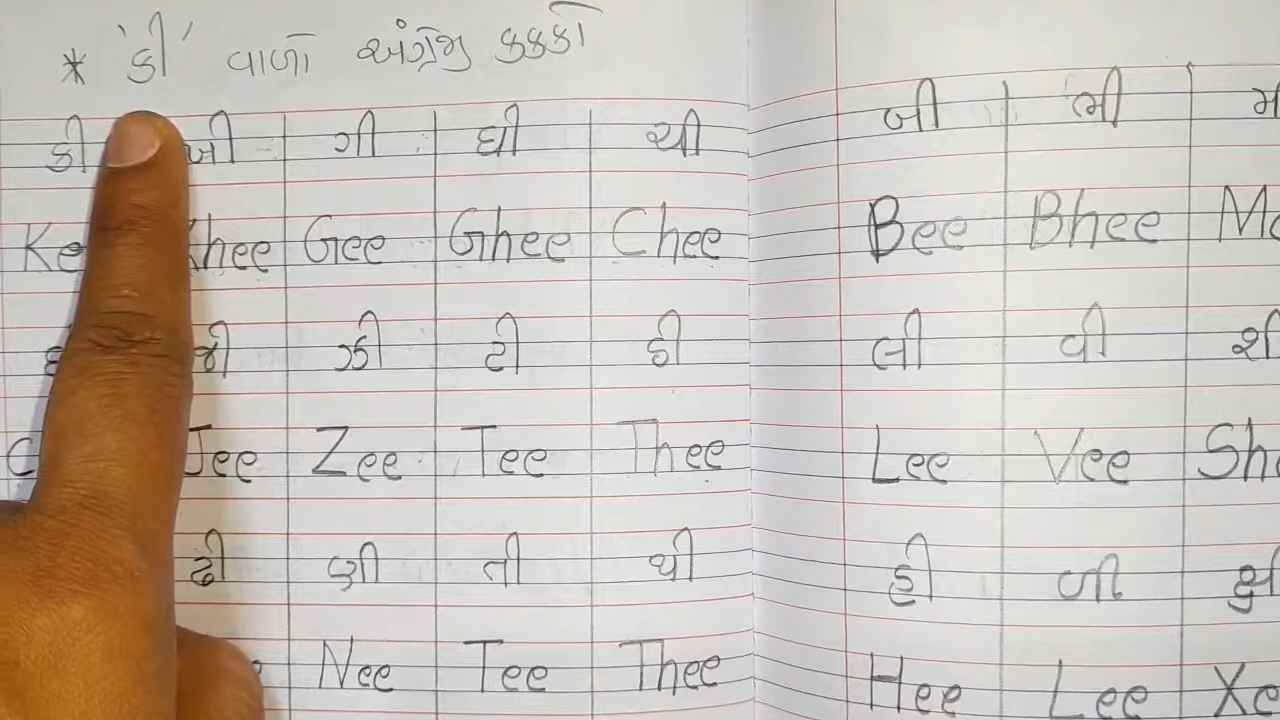 * 'કી' વાળો અંગ્રેજી કક્કો
કી ખી ગી ઘી ચી
Khee Gee Ghee Chee
જી ઝી ટી ઠી
Jee Zee Tee Thee
ઢી ણી તી થી
Nee Tee Thee
બી ભી
Bee Bhee
લી વી શી
Lee Vee
હી ળી ક્ષી
Hee Lee